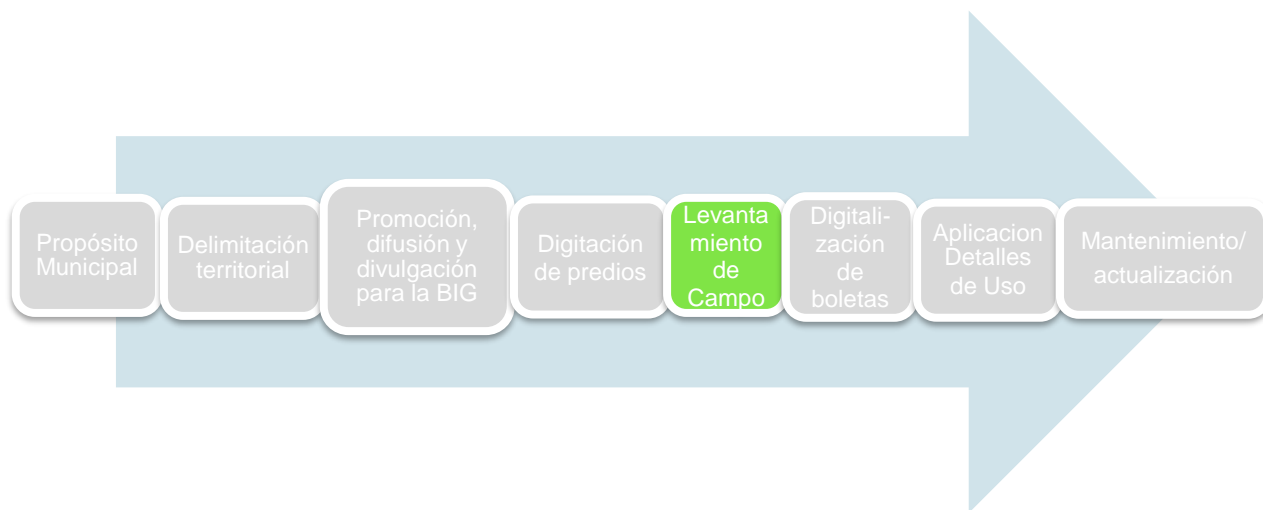 Propósito
Municipal
Delimitación
territorial
Promoción,
difusión y
divulgación
para la BIG
Digitación
de predios
Levanta
miento
de
Campo
Digitali-
zación
de
boletas
Aplicacion
Detalles
de Uso
Mantenimiento/
actualización